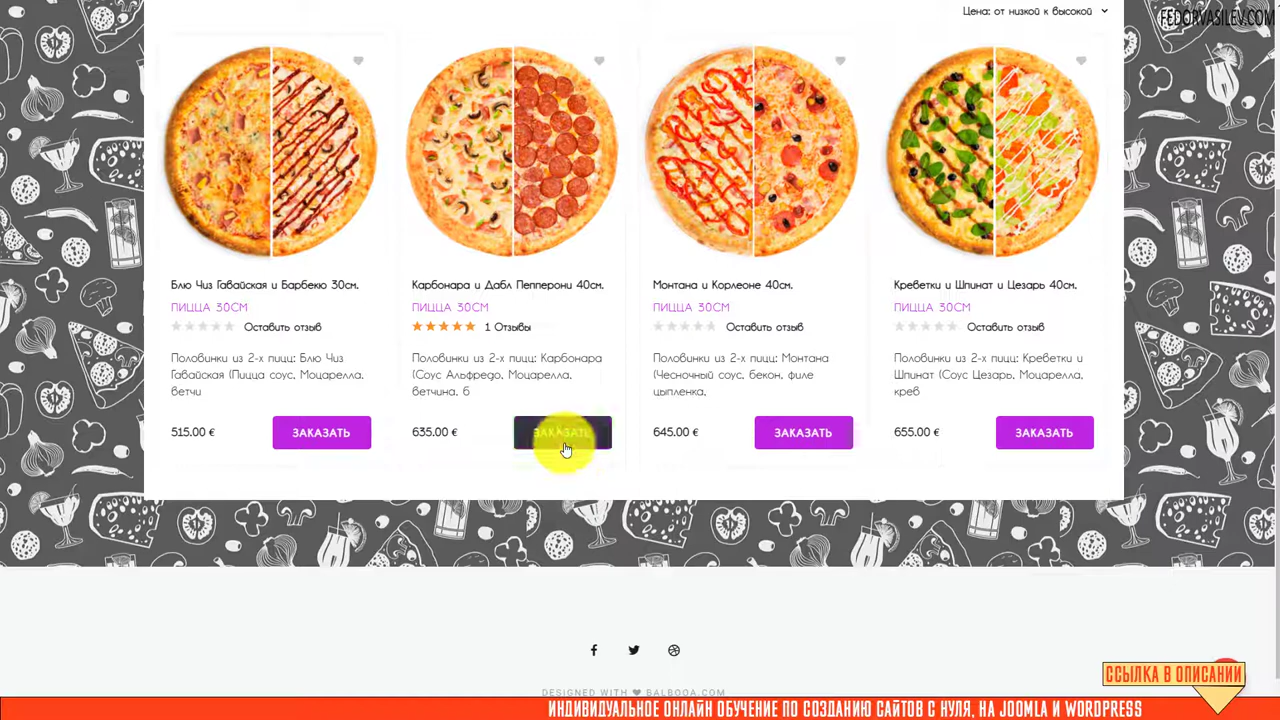 Цена: от низкой к высокой
FEDORVASILEV.COM
Блю Чиз Гавайская и Барбекю 30см.
ПИЦЦА 30СМ
Оставить отзыв
Половинки из 2-х пицц: Блю Чиз
Гавайская (Пицца соус, Моцарелла,
ветчи
515.00 €
ЗАКАЗАТЬ
Карбонара и Дабл Пепперони 40см.
ПИЦЦА 30СМ
1 Отзывы
Половинки из 2-х пицц: Карбонара
(Соус Альфредо, Моцарелла,
ветчина, б
635.00 €
ЗАКАЗАТЬ
Монтана и Корлеоне 40см.
ПИЦЦА 30СМ
Оставить отзыв
Половинки из 2-х пицц: Монтана
(Чесночный соус, бекон, филе
цыпленка,
645.00 €
ЗАКАЗАТЬ
Креветки и Шпинат и Цезарь 40см.
ПИЦЦА 30СМ
Оставить отзыв
Половинки из 2-х пицц: Креветки и
Шпинат (Соус Цезарь, Моцарелла,
креб
655.00 €
ЗАКАЗАТЬ
ССЫЛКА В ОПИСАНИИ
DESIGNED WITH ❤ BALBOOA.COM
ИНДИВИДУАЛЬНОЕ ОНЛАЙН ОБУЧЕНИЕ ПО СОЗДАНИЮ САЙТОВ С НУЛЯ, НА JOOMLA И WORDPRESS